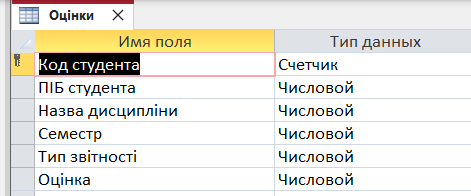 Оцінки
Имя поля Тип данных
Код студента Счетчик
ПІБ студента Числовой
Назва дисципліни Числовой
Семестр Числовой
Тип звітності Числовой
Оцінка Числовой